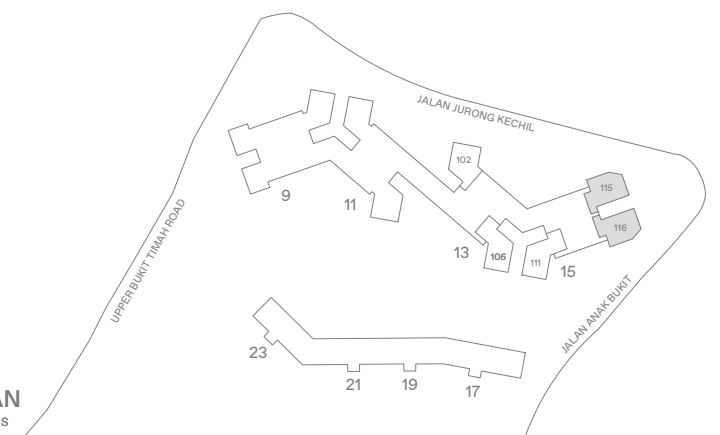 JALAN JURONG KECHIL
102
115
116
9
11
13
106
111
15
UPPER BUKIT TIMAH ROAD
JALAN ANAK BUKIT
23
21
19
17
AN
S